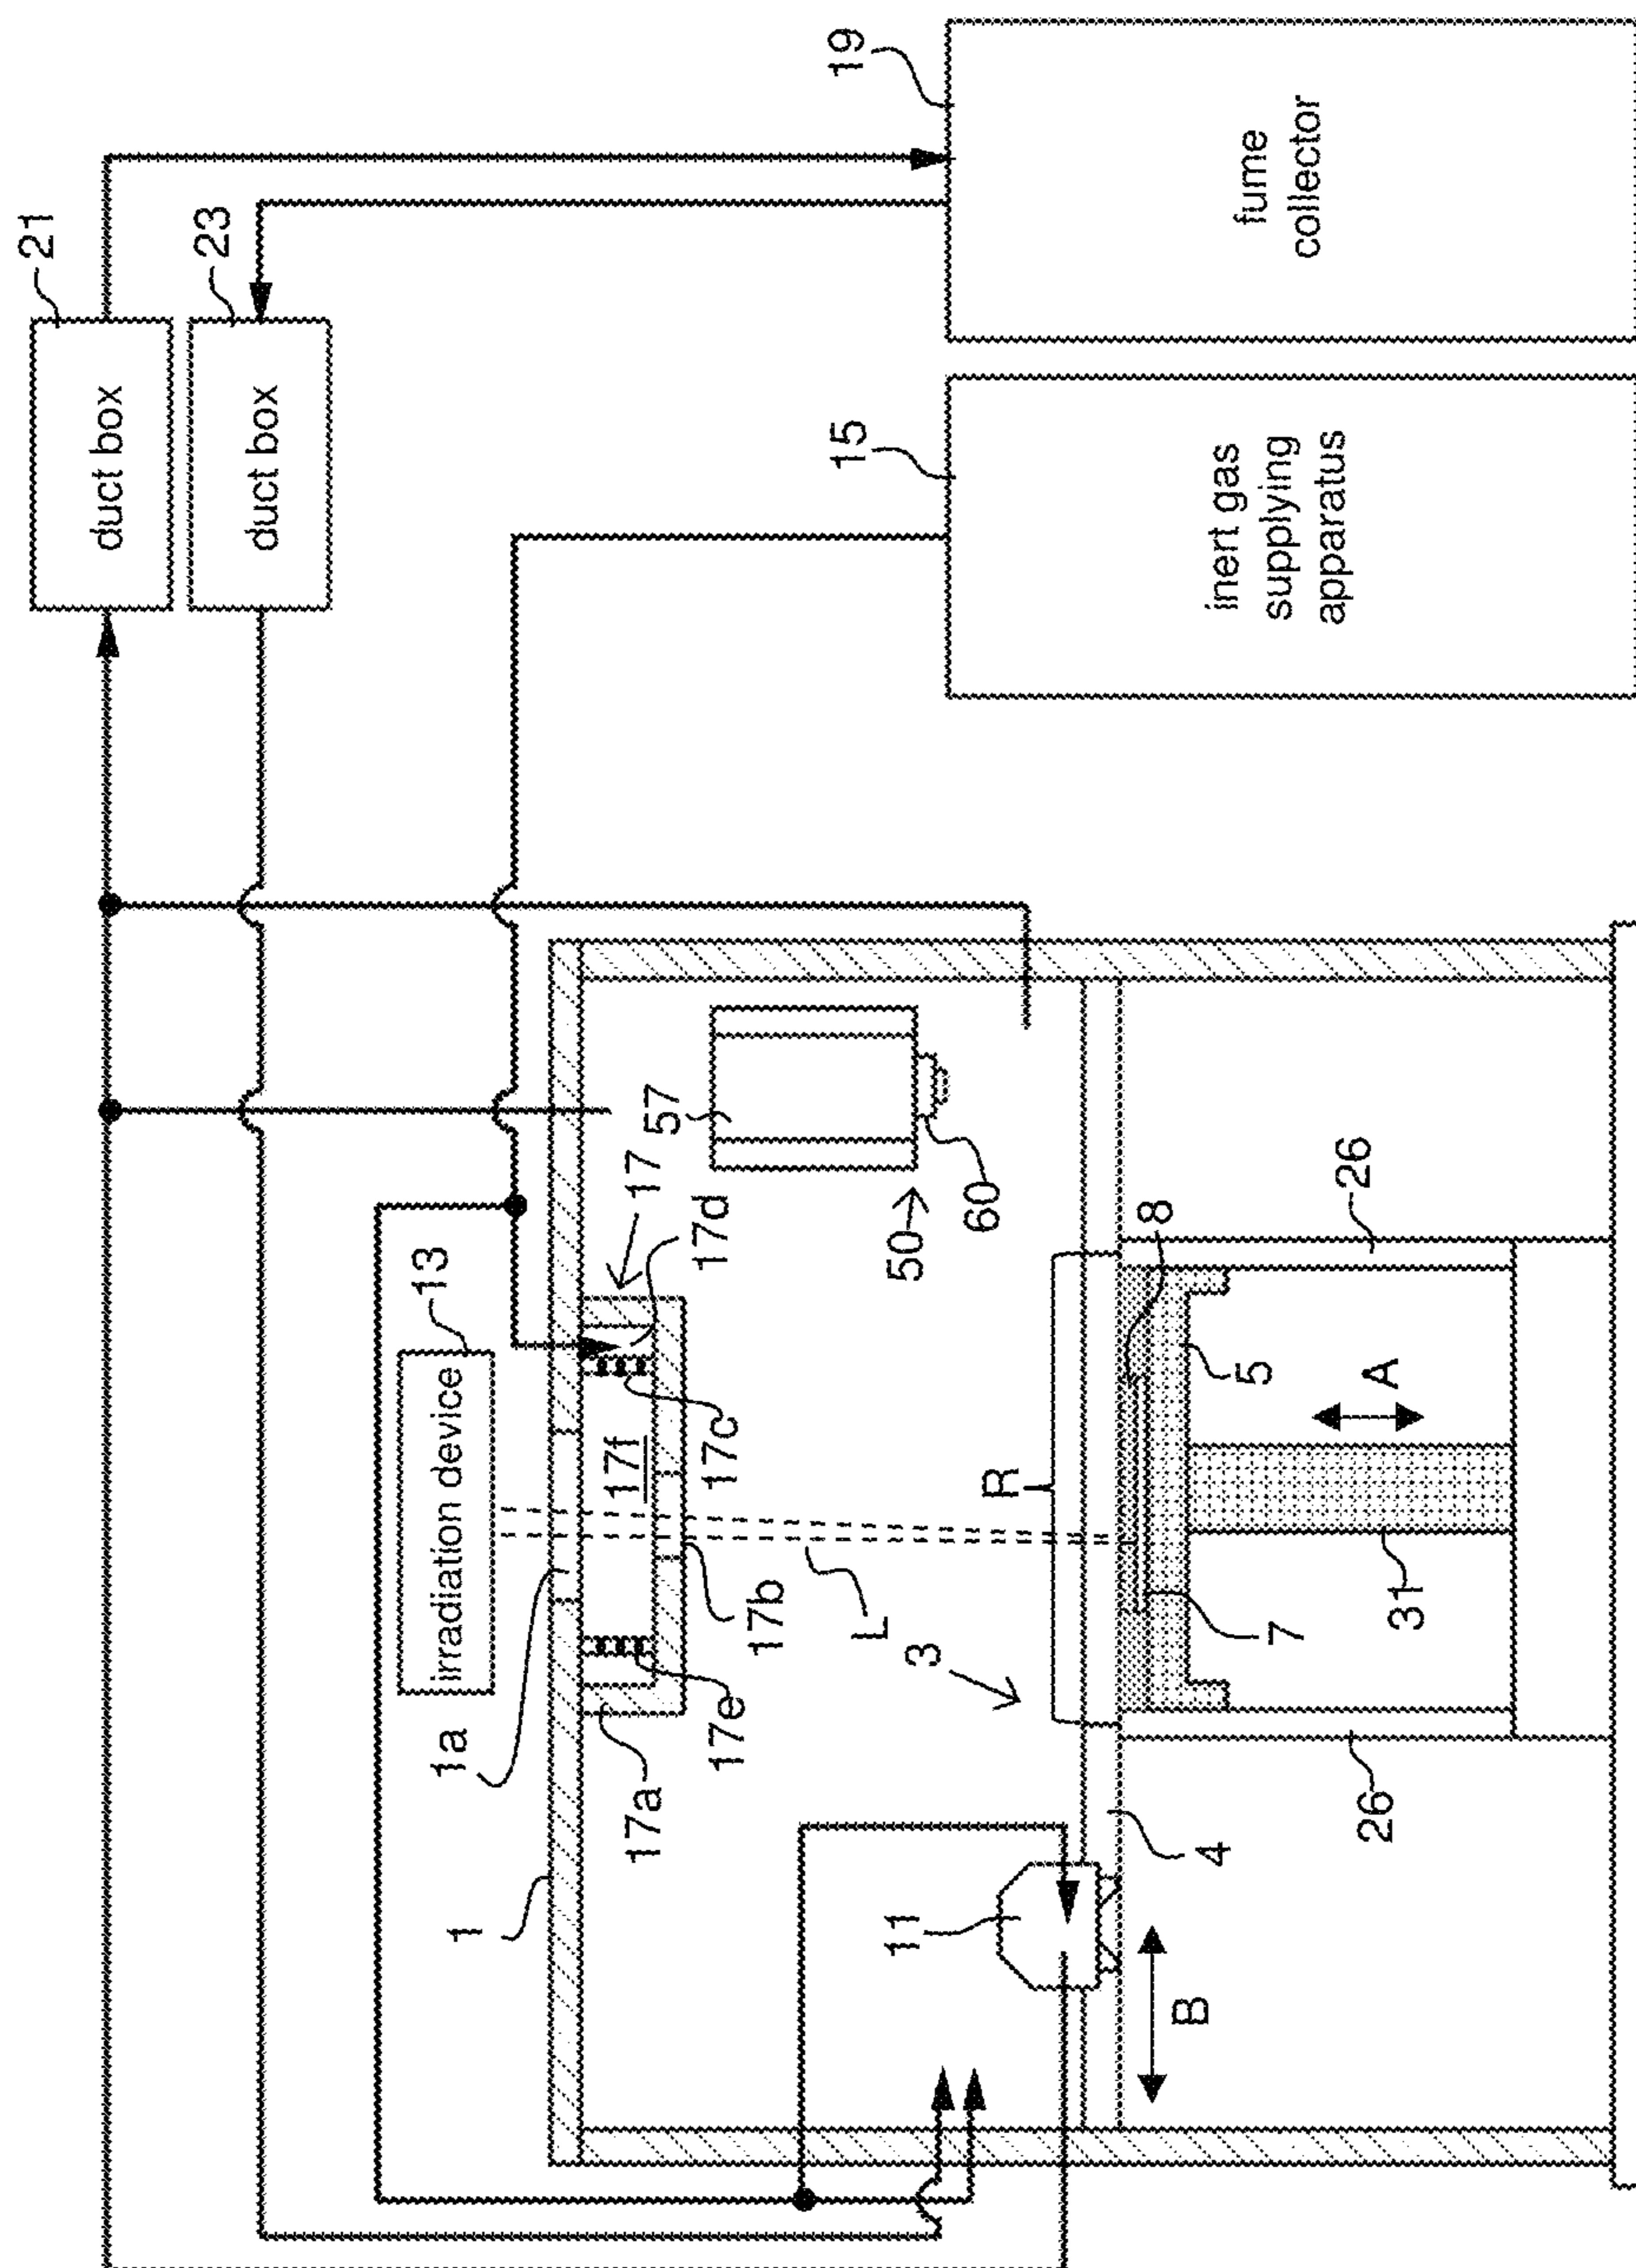 21
duct box
23
duct box
19
fume
collector
15
inert gas
supplying
apparatus
13
irradiation device
1a
1
17
17d
17f
17c
17b
17e
17a
57
50
60
L
3
R
8
26
5
A
31
7
26
4
11
B